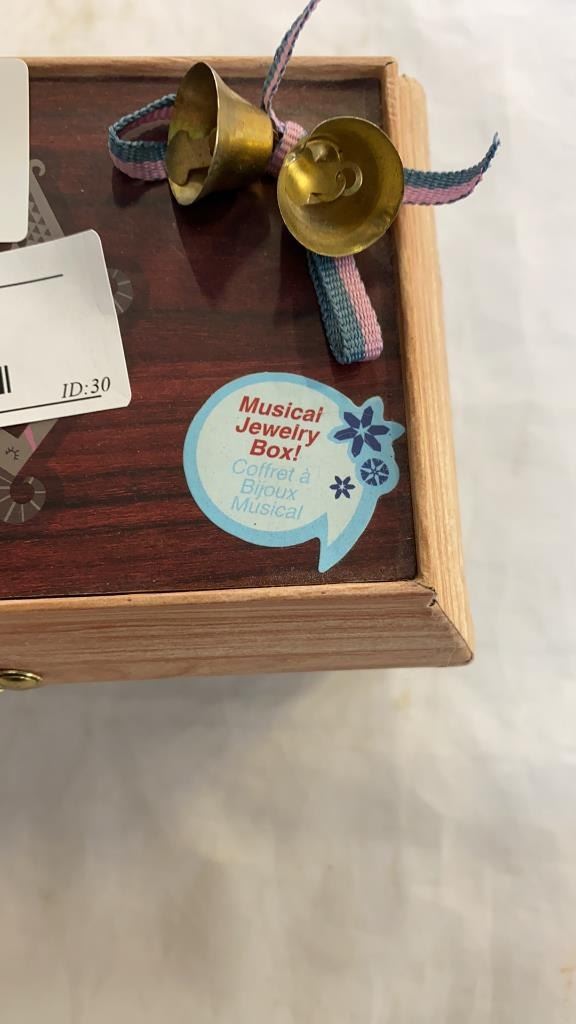 ID:30
Musical
Jewelry
Box!
Coffret à
Bijoux
Musical